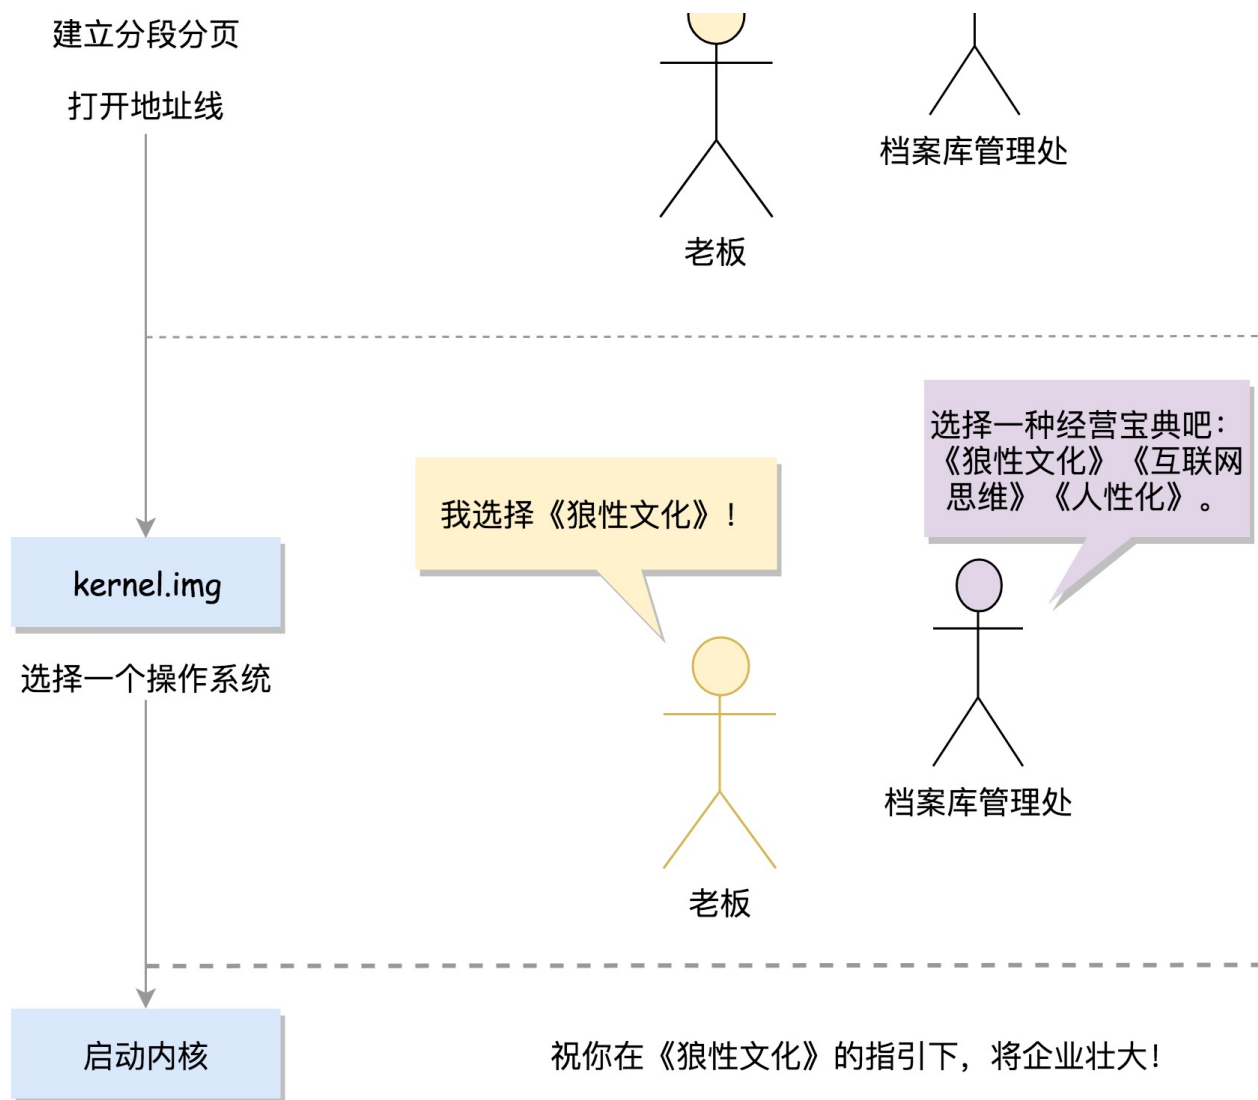 建立分段分页
打开地址线
档案库管理处
老板
选择一种经营宝典吧：
《狼性文化》《互联网
思维》《人性化》。
我选择《狼性文化》！
kernel.img
选择一个操作系统
档案库管理处
老板
启动内核
祝你在《狼性文化》的指引下，将企业壮大！